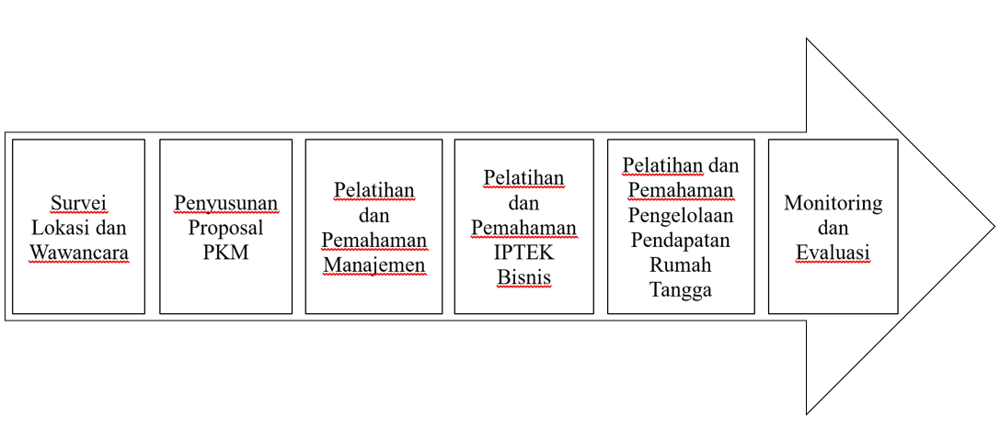 Survei
Lokasi dan
Wawancara
Penyusunan
Proposal
PKM
Pelatihan
dan
Pemahaman
Manajemen
Pelatihan
dan
Pemahaman
IPTEK
Bisnis
Pelatihan dan
Pemahaman
Pengelolaan
Pendapatan
Rumah
Tangga
Monitoring
dan
Evaluasi